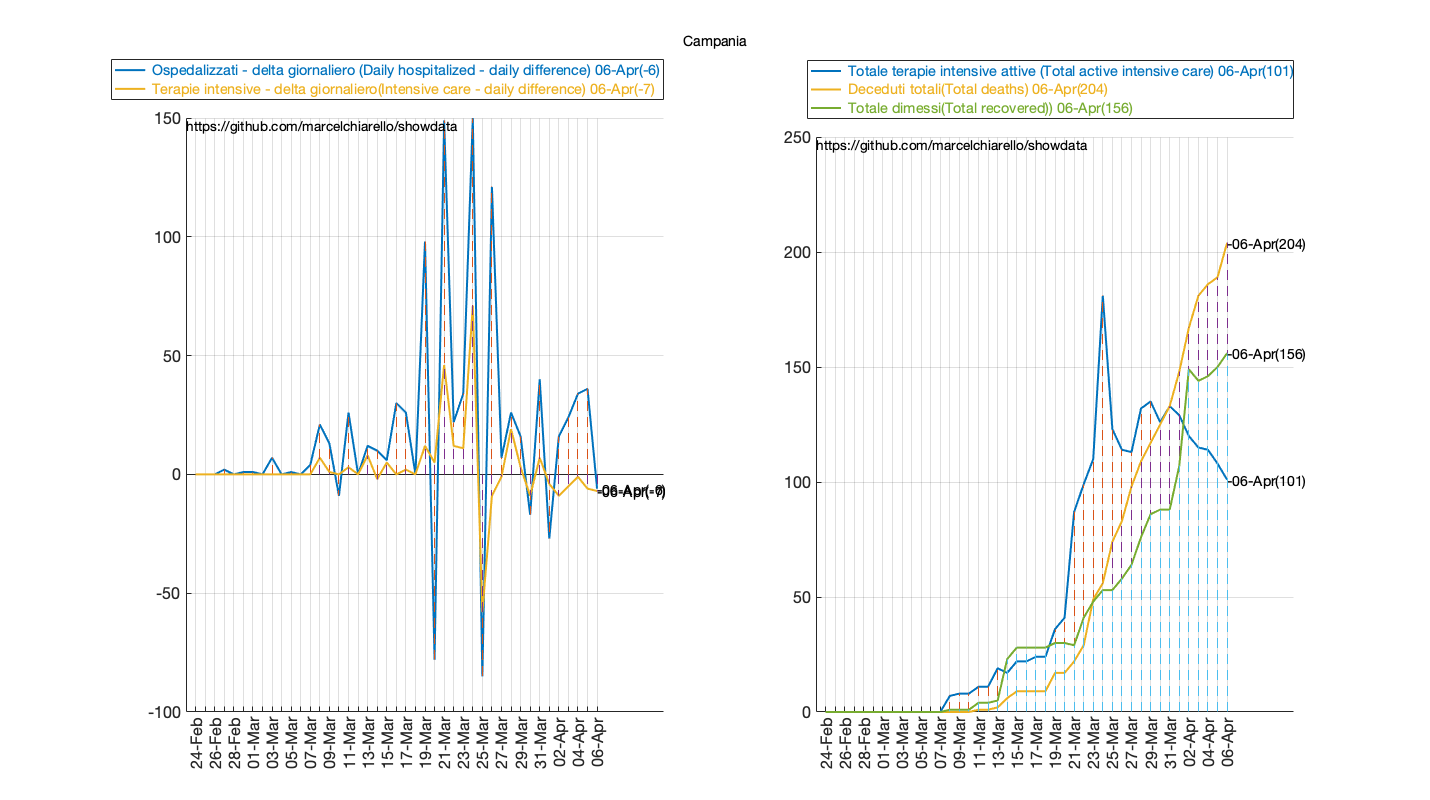 Campania
Ospedalizzati - delta giornaliero (Daily hospitalized - daily difference) 06-Apr(-6)
Terapie intensive - delta giornaliero(Intensive care - daily difference) 06-Apr(-7)
https://github.com/marcelchiarello/showdata
150
100
50
0
-50
-100
24-Feb
26-Feb
28-Feb
01-Mar
03-Mar
05-Mar
07-Mar
09-Mar
11-Mar
13-Mar
15-Mar
17-Mar
19-Mar
21-Mar
23-Mar
25-Mar
27-Mar
29-Mar
31-Mar
02-Apr
04-Apr
06-Apr
Totale terapie intensive attive (Total active intensive care) 06-Apr(101)
Deceduti totali(Total deaths) 06-Apr(204)
Totale dimessi(Total recovered)) 06-Apr(156)
https://github.com/marcelchiarello/showdata
250
200
150
100
50
0
-06-Apr(204)
-06-Apr(156)
-06-Apr(101)
24-Feb
26-Feb
28-Feb
01-Mar
03-Mar
05-Mar
07-Mar
09-Mar
11-Mar
13-Mar
15-Mar
17-Mar
19-Mar
21-Mar
23-Mar
25-Mar
27-Mar
29-Mar
31-Mar
02-Apr
04-Apr
06-Apr